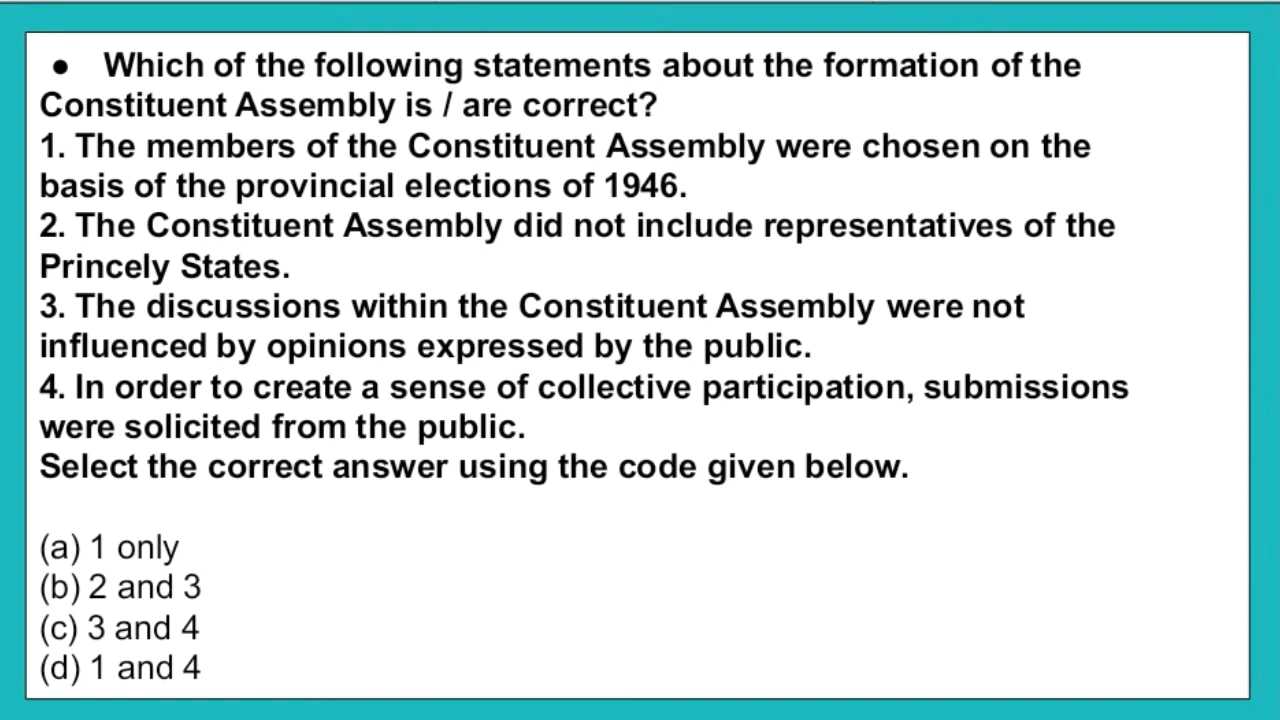 ● Which of the following statements about the formation of the
Constituent Assembly is / are correct?
1. The members of the Constituent Assembly were chosen on the
basis of the provincial elections of 1946.
2. The Constituent Assembly did not include representatives of the
Princely States.
3. The discussions within the Constituent Assembly were not
influenced by opinions expressed by the public.
4. In order to create a sense of collective participation, submissions
were solicited from the public.
Select the correct answer using the code given below.
(a) 1 only
(b) 2 and 3
(c) 3 and 4
(d) 1 and 4